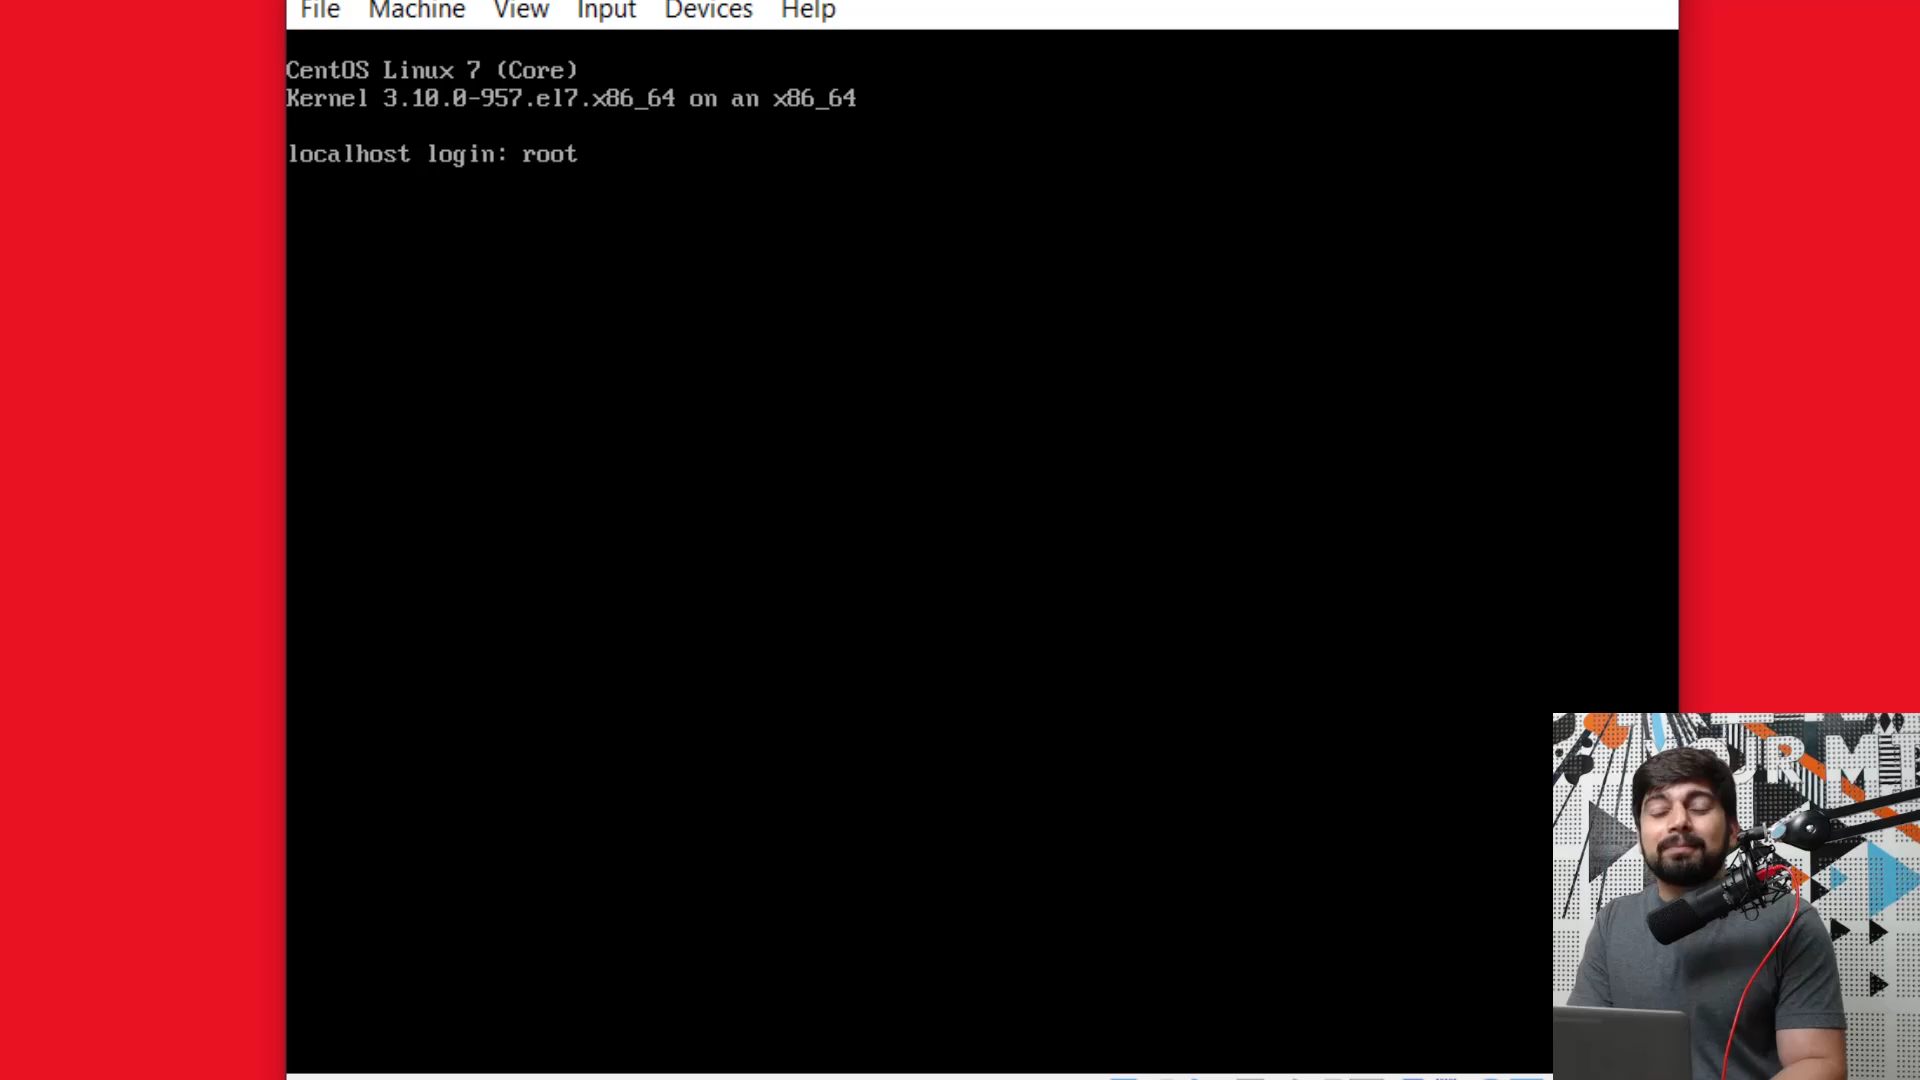 File Machine View Input Devices Help
CentOS Linux 7 (Core)
Kernel 3.10.0-957.el7.x86_64 on an x86_64
localhost login: root